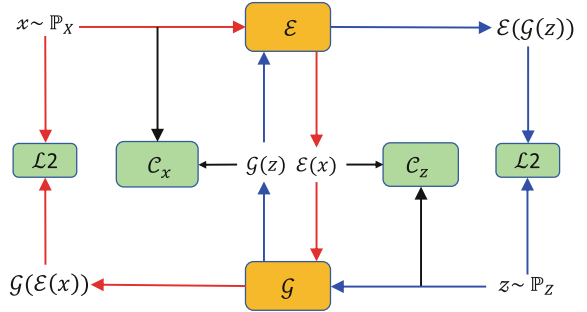 x~ ℙ_X
ℰ
ℰ(𝒢(z))
ℒ2
𝒞_x
𝒢(z)
ℰ(x)
𝒞_z
ℒ2
𝒢(ℰ(x))
𝒢
z~ ℙ_Z